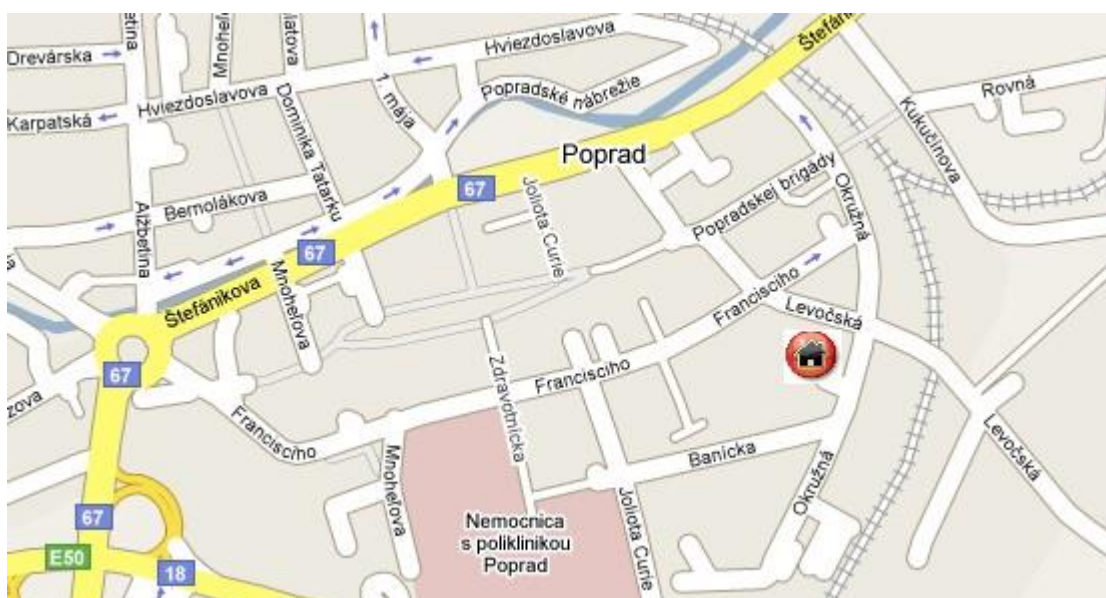 Drevárska
Karpatská
Hviezdoslavova
Hviezdoslavova
1. mája
Popradské nábrežie
Štefáni
Rovná
Kukučínova
Dominika Tatarku
Bernolákova
Alžbetina
Poprad
67
67
Joliota Curie
Popradskej brigády
Okružná
Štefánikova
Mnoheľova
Francisciho
Levočská
67
Zdravotnícka
Francisciho
Francisciho
Mnoheľova
Banícka
Levočská
Okružná
Joliota Curie
67
Nemocnica
s poliklinikou
Poprad
E50
18